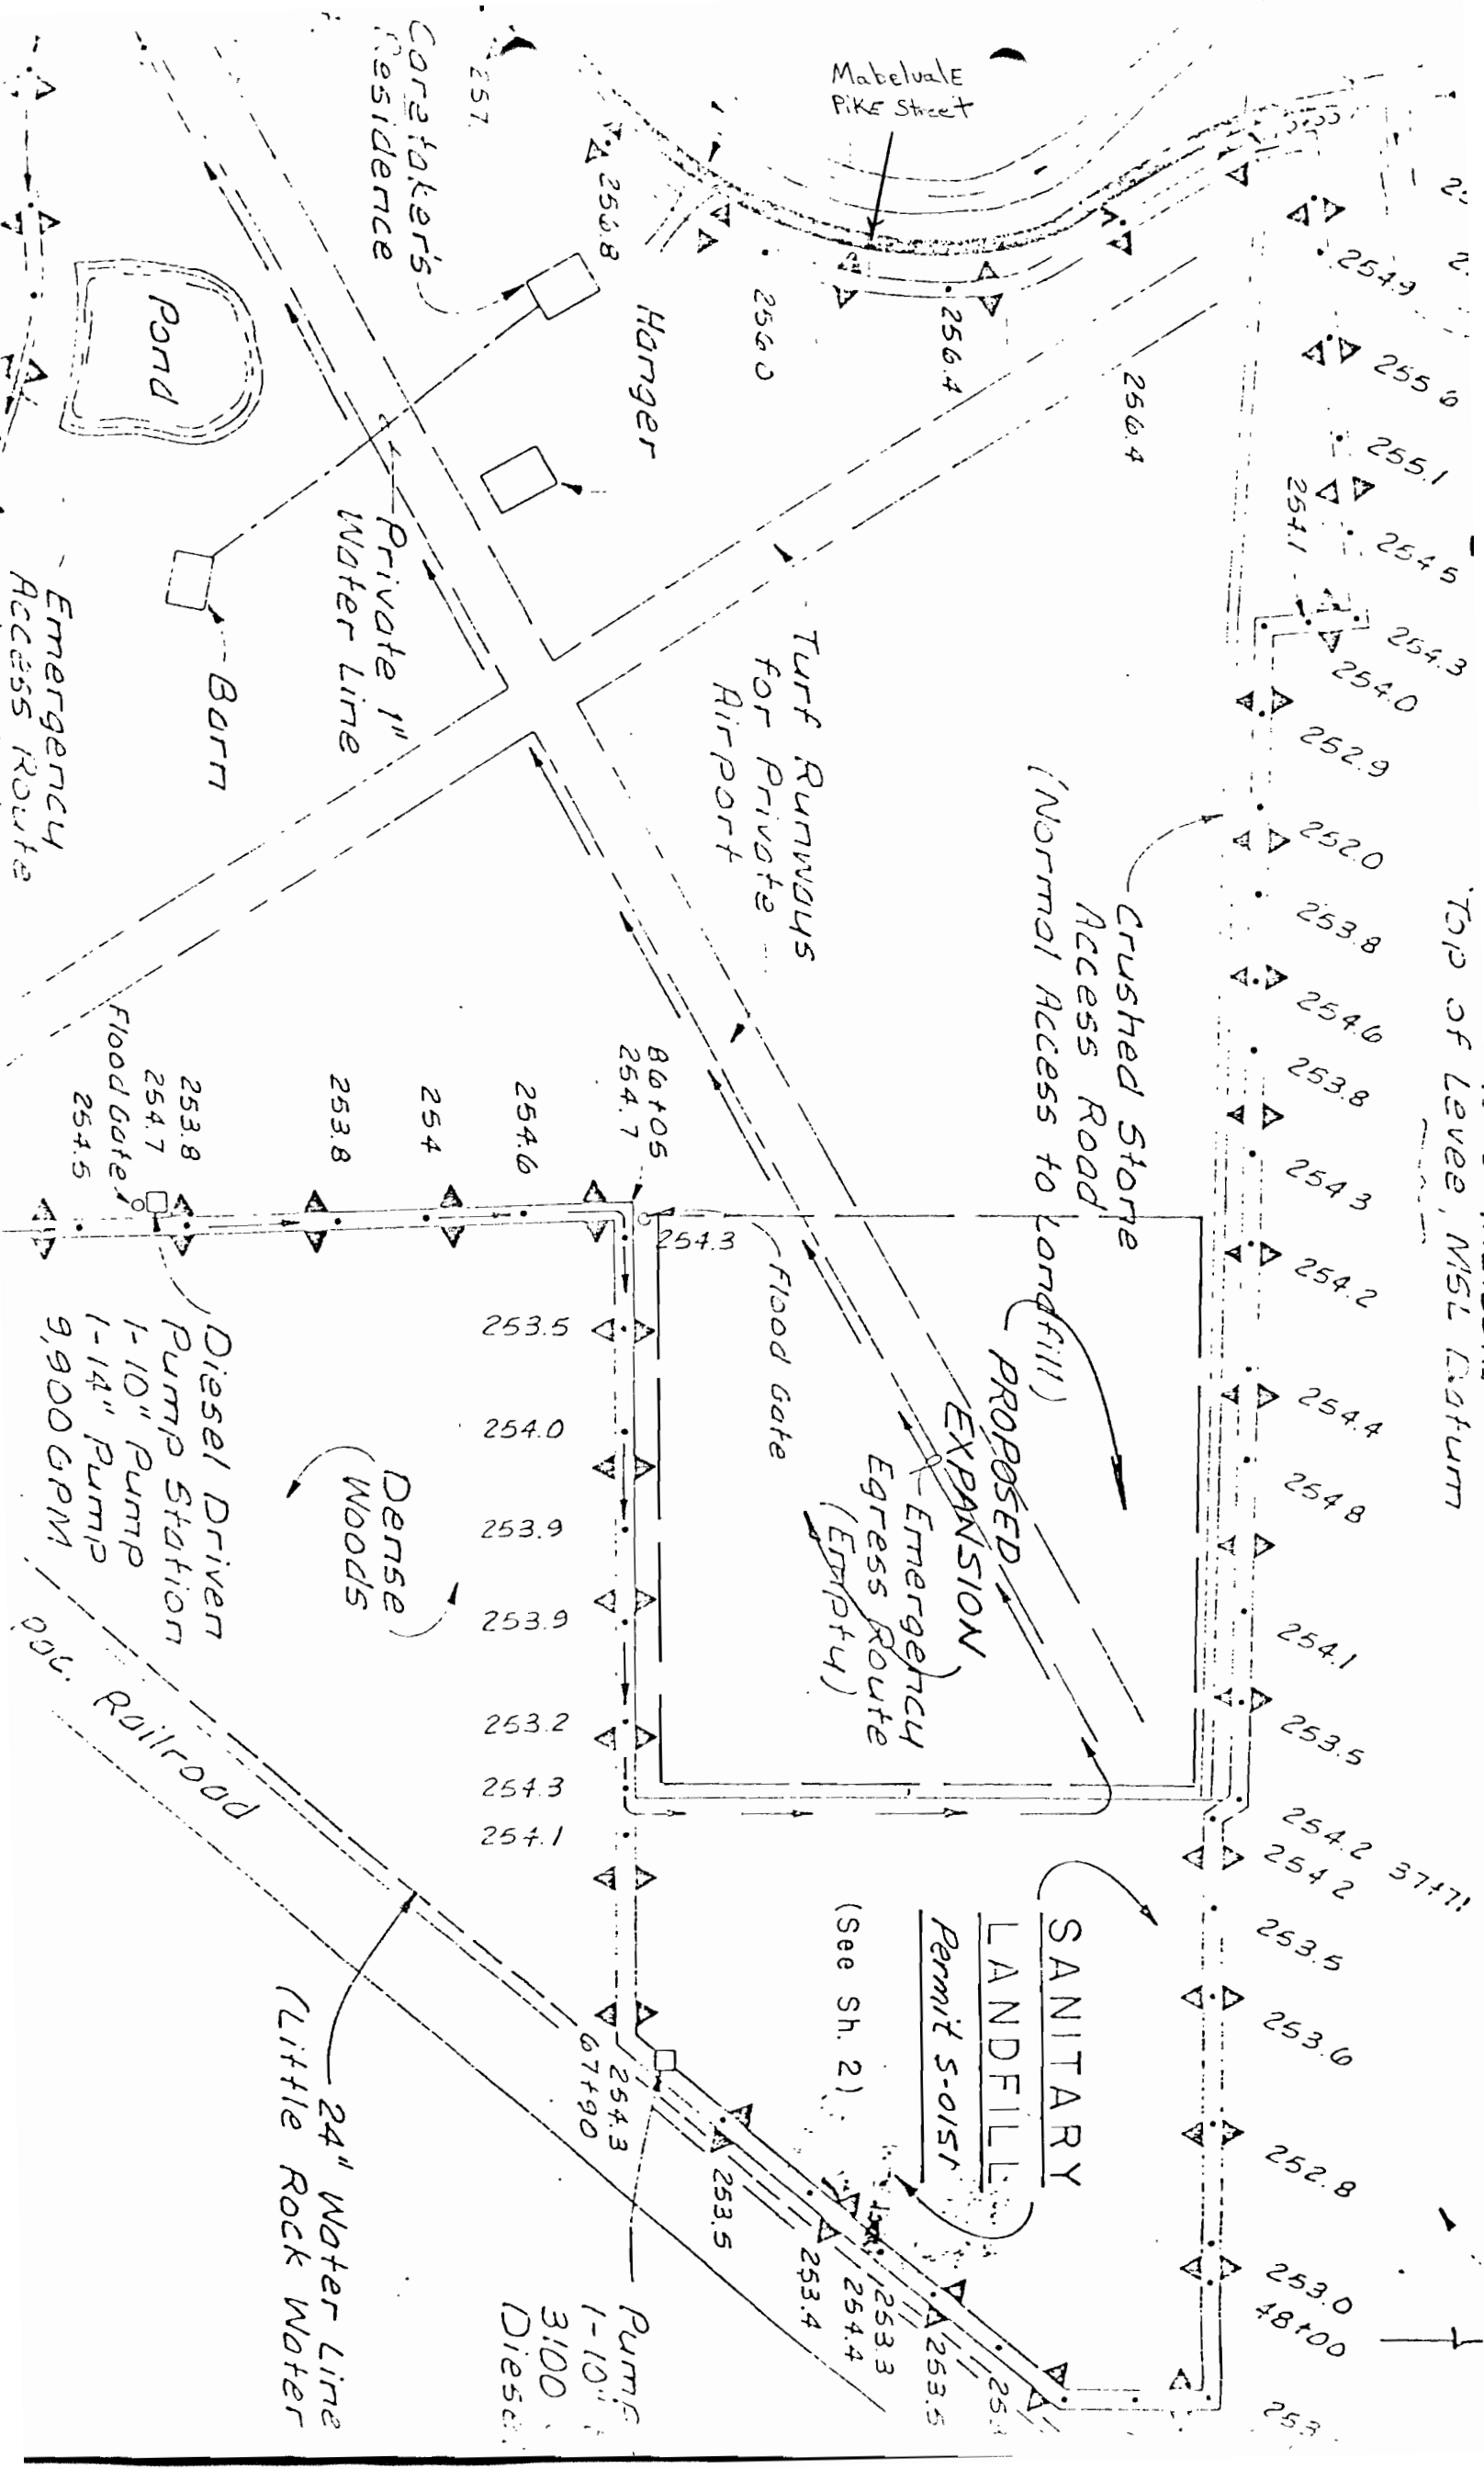 Mabelvale
Pike Street
Top of Levee, MSL Datum
254.9
255.6
255.1
254.5
254.1
254.3
254.0
252.9
252.0
253.8
254.6
253.8
254.3
254.2
254.4
254.8
254.1
253.5
254.2
37+71
254.2
253.5
253.6
252.8
253.0
48+00
253
Caretaker's
Residence
257.
256.8
256.0
256.4
256.4
Hanger
Pond
Private 1"
Water Line
Barn
Emergency
Access Route
Turf Runways
for Private
Airport
Crushed Stone
Access Road
(Normal Access to Landfill)
PROPOSED
EXPANSION
Emergency
Egress Route
(Empty)
Flood Gate
86+05
254.7
254.3
254.6
254
253.8
253.8
254.7
Flood Gate
254.5
253.5
254.0
253.9
253.9
253.2
254.3
254.1
Dense
Woods
Diesel Driven
Pump Station
1-10" Pump
1-14" Pump
9,900 GPM
Railroad
SANITARY
LANDFILL
(See Sh. 2)
254.3
67+90
253.5
253.4
254.4
253.3
253.5
24" Water Line
(Little Rock Water
Pump
1-10"
3100